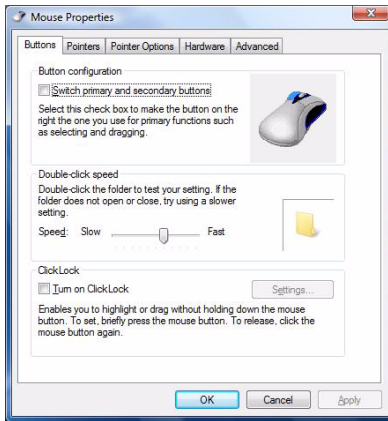 Mouse Properties
Buttons Pointers Pointer Options Hardware Advanced
Button configuration
Switch primary and secondary buttons
Select this check box to make the button on the
right the one you use for primary functions such
as selecting and dragging.
Double-click speed
Double-click the folder to test your setting. If the
folder does not open or close, try using a slower
setting.
Speed: Slow Fast
ClickLock
Turn on ClickLock
Settings...
Enables you to highlight or drag without holding down the mouse
button. To set, briefly press the mouse button. To release, click the
mouse button again.
OK Cancel Apply